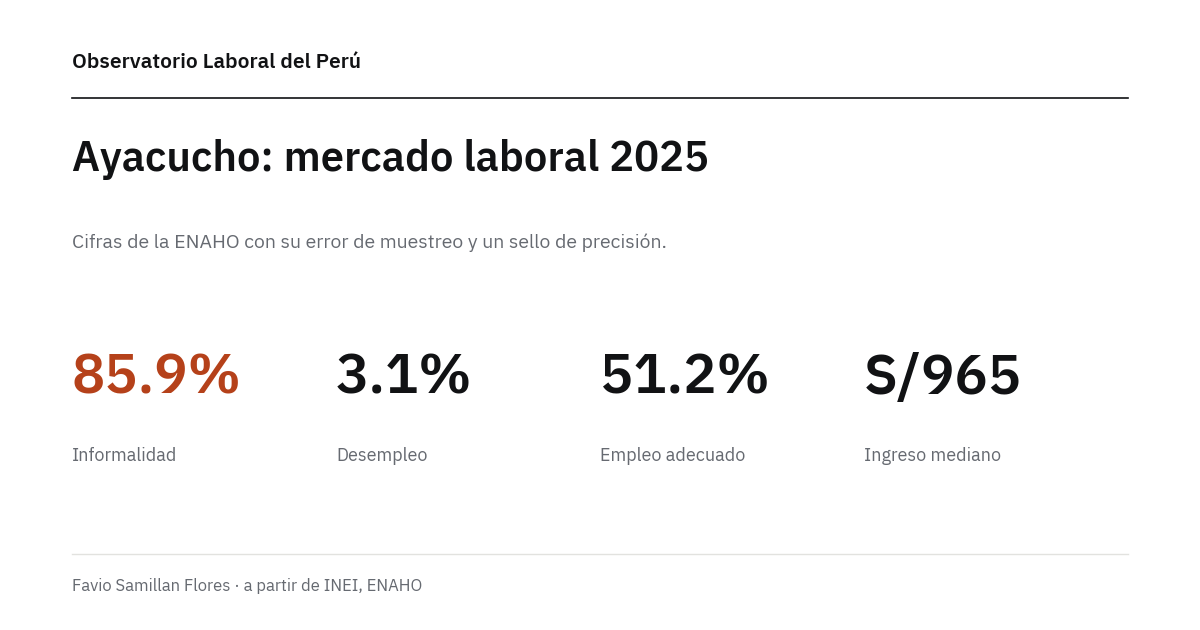 Observatorio Laboral del Perú
Ayacucho: mercado laboral 2025
Cifras de la ENAHO con su error de muestreo y un sello de precisión.
85.9% 3.1% 51.2% S/965
Informalidad Desempleo Empleo adecuado Ingreso mediano
Favio Samillan Flores · a partir de INEI, ENAHO